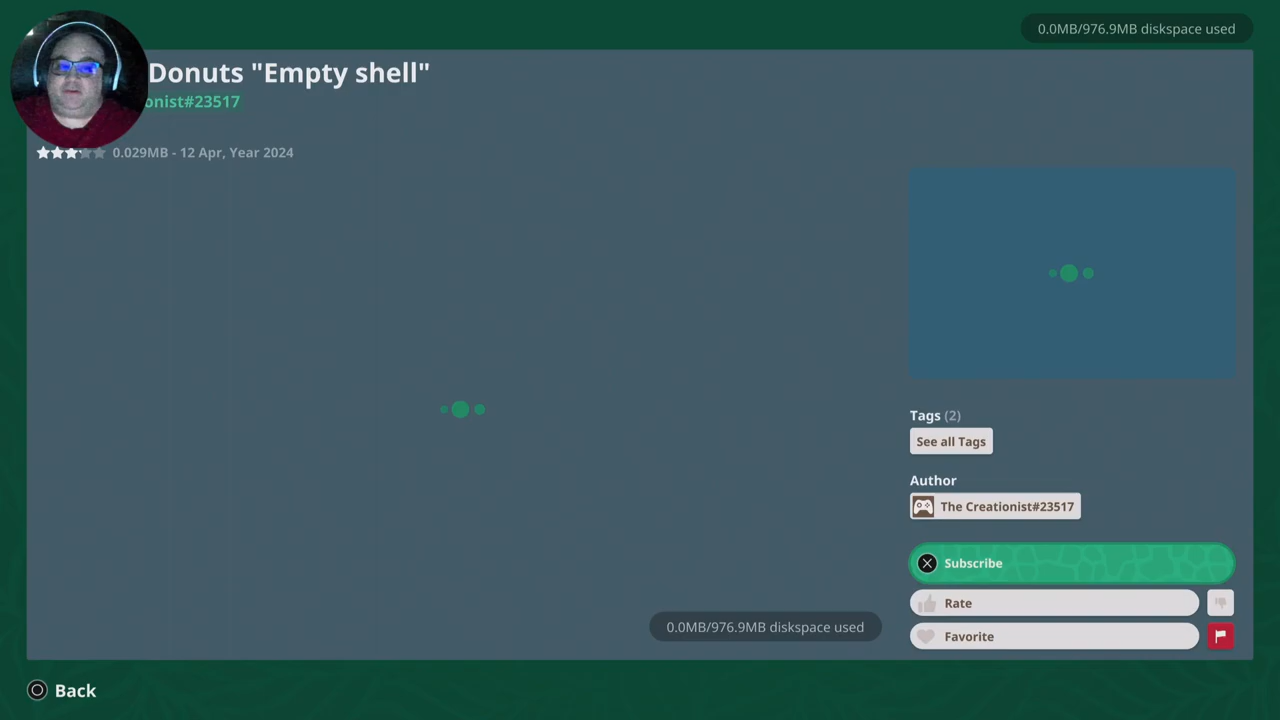 0.0MB/976.9MB diskspace used
Donuts "Empty shell"
onist#23517
0.029MB - 12 Apr, Year 2024
Tags (2)
See all Tags
Author
The Creationist#23517
Subscribe
Rate
Favorite
0.0MB/976.9MB diskspace used
Back